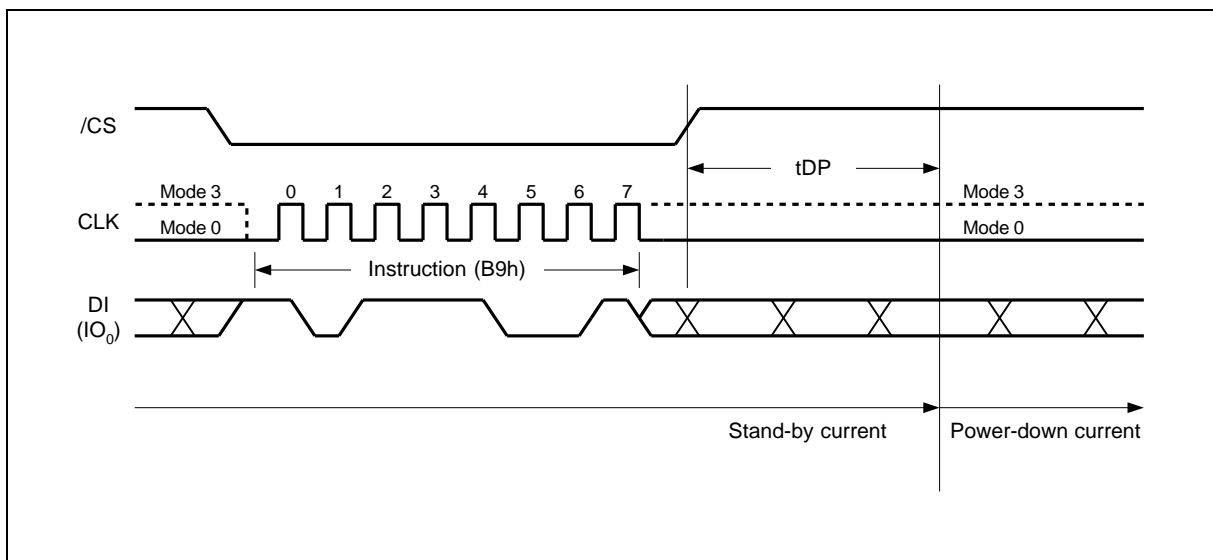 /CS
tDP
Mode 3
0 1 2 3 4 5 6 7
Mode 3
CLK
Mode 0
Mode 0
Instruction (B9h)
DI
(IO0)
Stand-by current
Power-down current